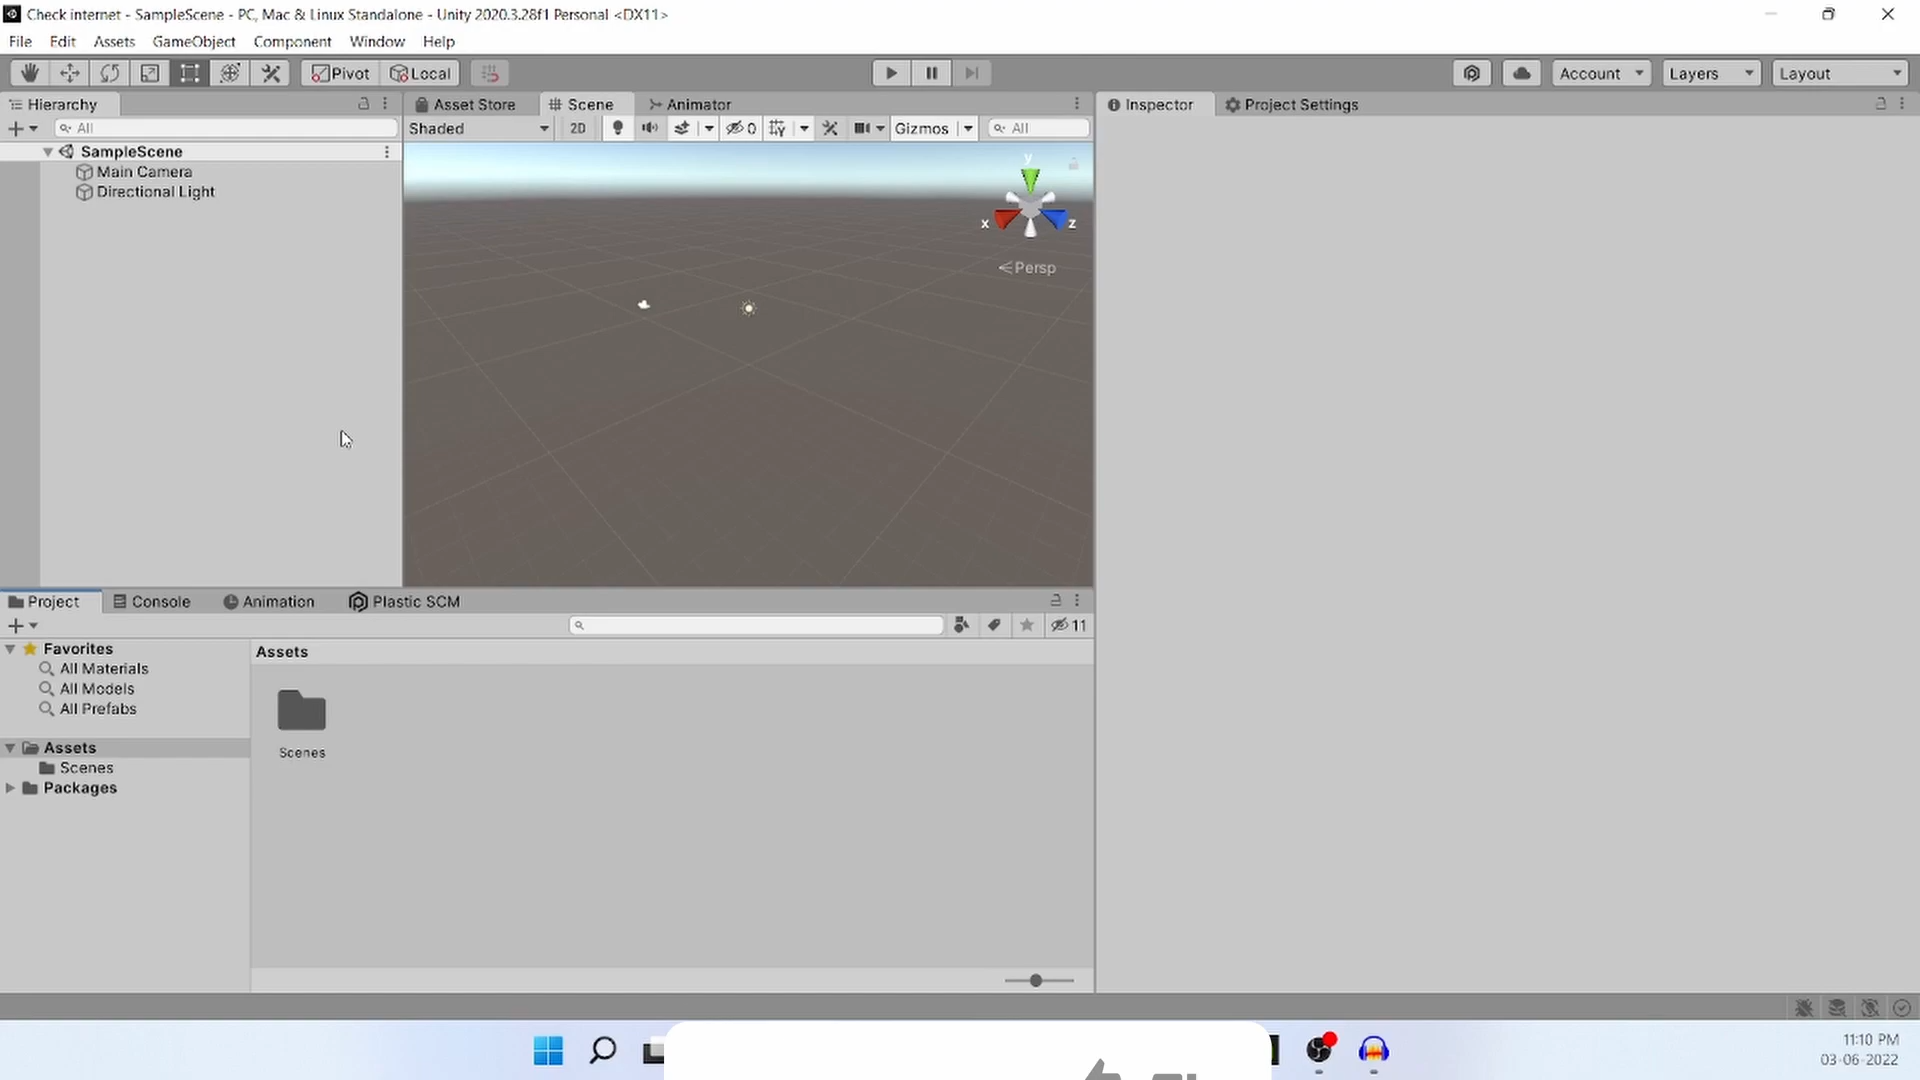 Check internet - SampleScene - PC, Mac & Linux Standalone - Unity 2020.3.28f1 Personal <DX11>
File Edit Assets GameObject Component Window Help
Pivot Local Account Layers Layout
Hierarchy Asset Store Scene Animator Inspector Project Settings
All Shaded 2D 0 Gizmos All
SampleScene
Main Camera
Directional Light
y
x z
Persp
Project Console Animation Plastic SCM
11
Favorites
All Materials
All Models
All Prefabs
Assets
Scenes
Packages
Assets
Scenes
11:10 PM
03-06-2022